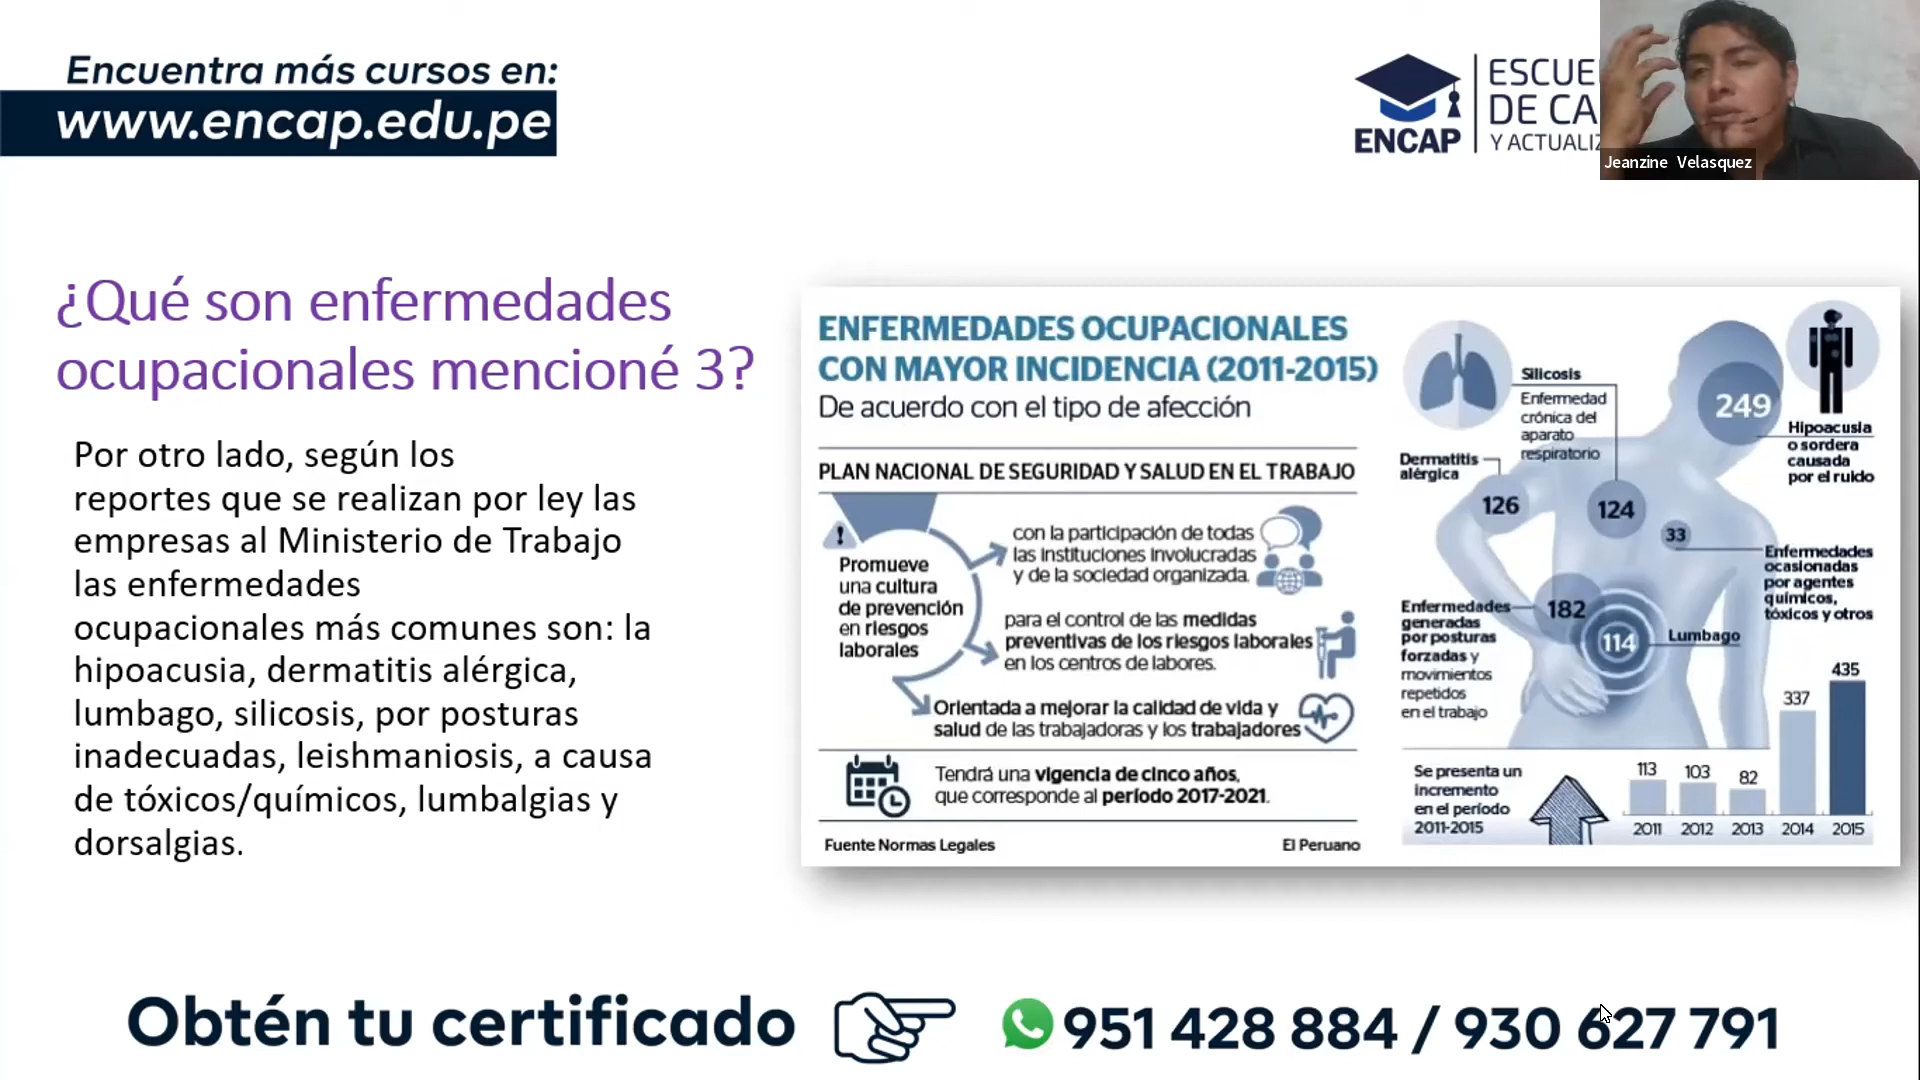 Encuentra más cursos en:
www.encap.edu.pe
ENCAP
ESCUE
DE CA
Y ACTUALIZ
Jeanzine Velasquez
¿Qué son enfermedades
ocupacionales mencioné 3?
Por otro lado, según los
reportes que se realizan por ley las
empresas al Ministerio de Trabajo
las enfermedades
ocupacionales más comunes son: la
hipoacusia, dermatitis alérgica,
lumbago, silicosis, por posturas
inadecuadas, leishmaniosis, a causa
de tóxicos/químicos, lumbalgias y
dorsalgias.
ENFERMEDADES OCUPACIONALES
CON MAYOR INCIDENCIA (2011-2015)
De acuerdo con el tipo de afección
PLAN NACIONAL DE SEGURIDAD Y SALUD EN EL TRABAJO
!
Promueve
una cultura
de prevención
en riesgos
laborales
con la participación de todas
las instituciones involucradas
y de la sociedad organizada.
para el control de las medidas
preventivas de los riesgos laborales
en los centros de labores.
Orientada a mejorar la calidad de vida y
salud de las trabajadoras y los trabajadores
Tendrá una vigencia de cinco años,
que corresponde al período 2017-2021.
Fuente Normas Legales
El Peruano
Silicosis
Enfermedad
crónica del
aparato
respiratorio
124
249
Hipoacusia
o sordera
causada
por el ruido
Dermatitis
alérgica
126
33
Enfermedades
ocasionadas
por agentes
químicos,
tóxicos y otros
Enfermedades
generadas
por posturas
forzadas y
movimientos
repetidos
en el trabajo
182
114
Lumbago
Se presenta un
incremento
en el período
2011-2015
113
103
82
337
435
2011
2012
2013
2014
2015
Obtén tu certificado
951 428 884 / 930 627 791